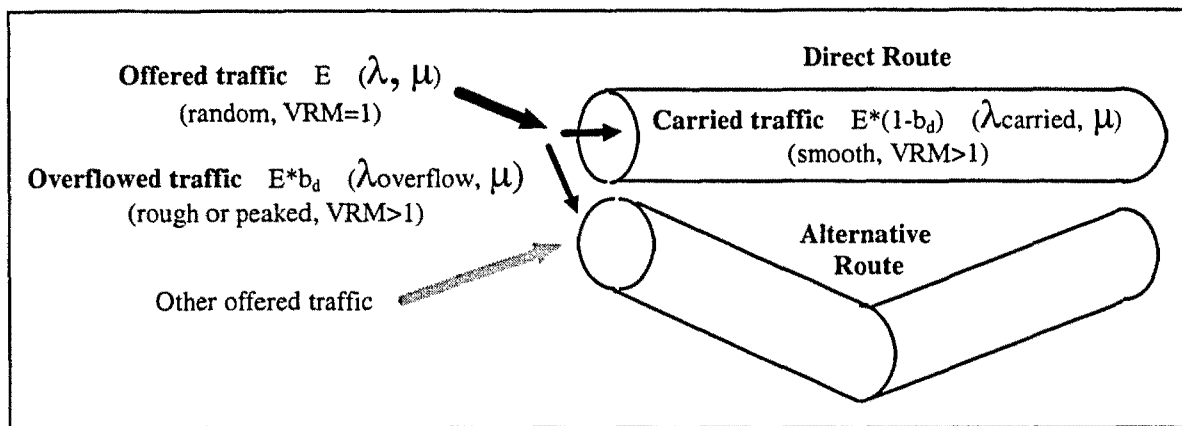 Offered traffic E (λ, μ)
(random, VRM=1)
Overflowed traffic E*b_d (λoverflow, μ)
(rough or peaked, VRM>1)
Other offered traffic
Direct Route
Carried traffic E*(1-b_d) (λcarried, μ)
(smooth, VRM>1)
Alternative
Route